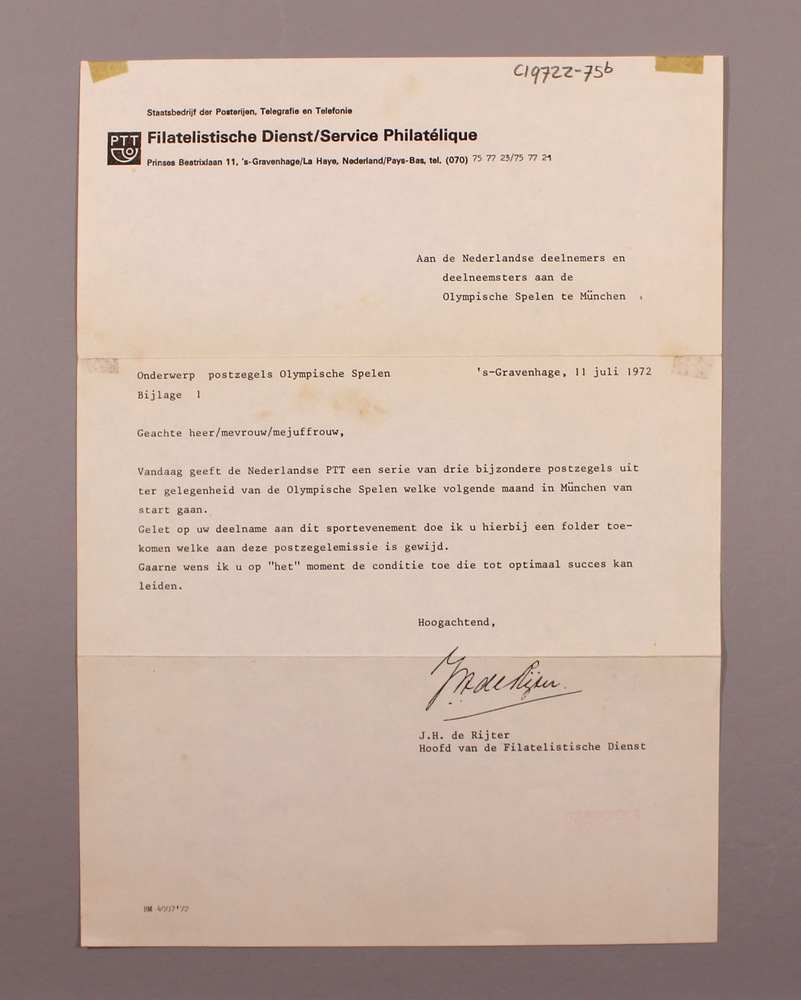 C19722-75b
Staatsbedrijf der Posterijen, Telegrafie en Telefonie
PTT
Filatelistische Dienst/Service Philatélique
Prinses Beatrixlaan 11, 's-Gravenhage/La Haye, Nederland/Pays-Bas, tel. (070) 75 77 23/75 77 21
Aan de Nederlandse deelnemers en
deelneemsters aan de
Olympische Spelen te München
Onderwerp postzegels Olympische Spelen
's-Gravenhage, 11 juli 1972
Bijlage 1
Geachte heer/mevrouw/mejuffrouw,
Vandaag geeft de Nederlandse PTT een serie van drie bijzondere postzegels uit
ter gelegenheid van de Olympische Spelen welke volgende maand in München van
start gaan.
Gelet op uw deelname aan dit sportevenement doe ik u hierbij een folder toe-
komen welke aan deze postzegelemissie is gewijd.
Gaarne wens ik u op "het" moment de conditie toe die tot optimaal succes kan
leiden.
Hoogachtend,
JH de Rijter.
J.H. de Rijter
Hoofd van de Filatelistische Dienst